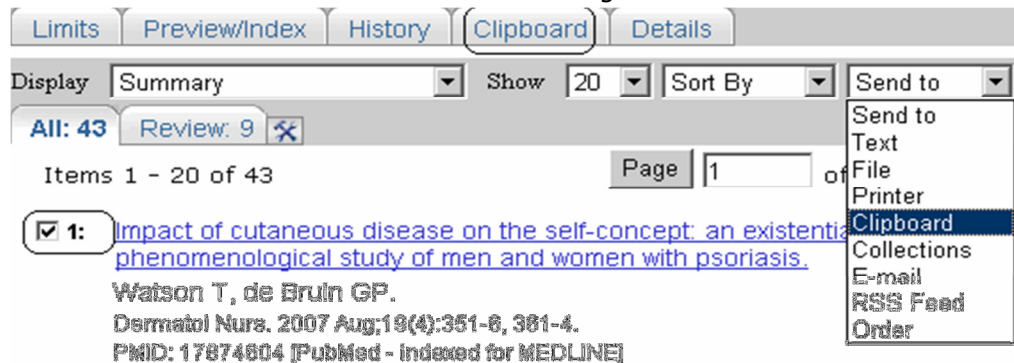 Limits Preview/Index History Clipboard Details
Display Summary Show 20 Sort By Send to
All: 43 Review: 9
Send to
Text
Items 1 - 20 of 43 Page 1 of
File
Printer
1: Impact of cutaneous disease on the self-concept: an existentia
Clipboard
phenomenological study of men and women with psoriasis.
Collections
Watson T, de Bruin GP.
E-mail
RSS Feed
Dermatol Nurs. 2007 Aug;19(4):351-6, 361-4.
Order
PMID: 17874604 [PubMed - indexed for MEDLINE]